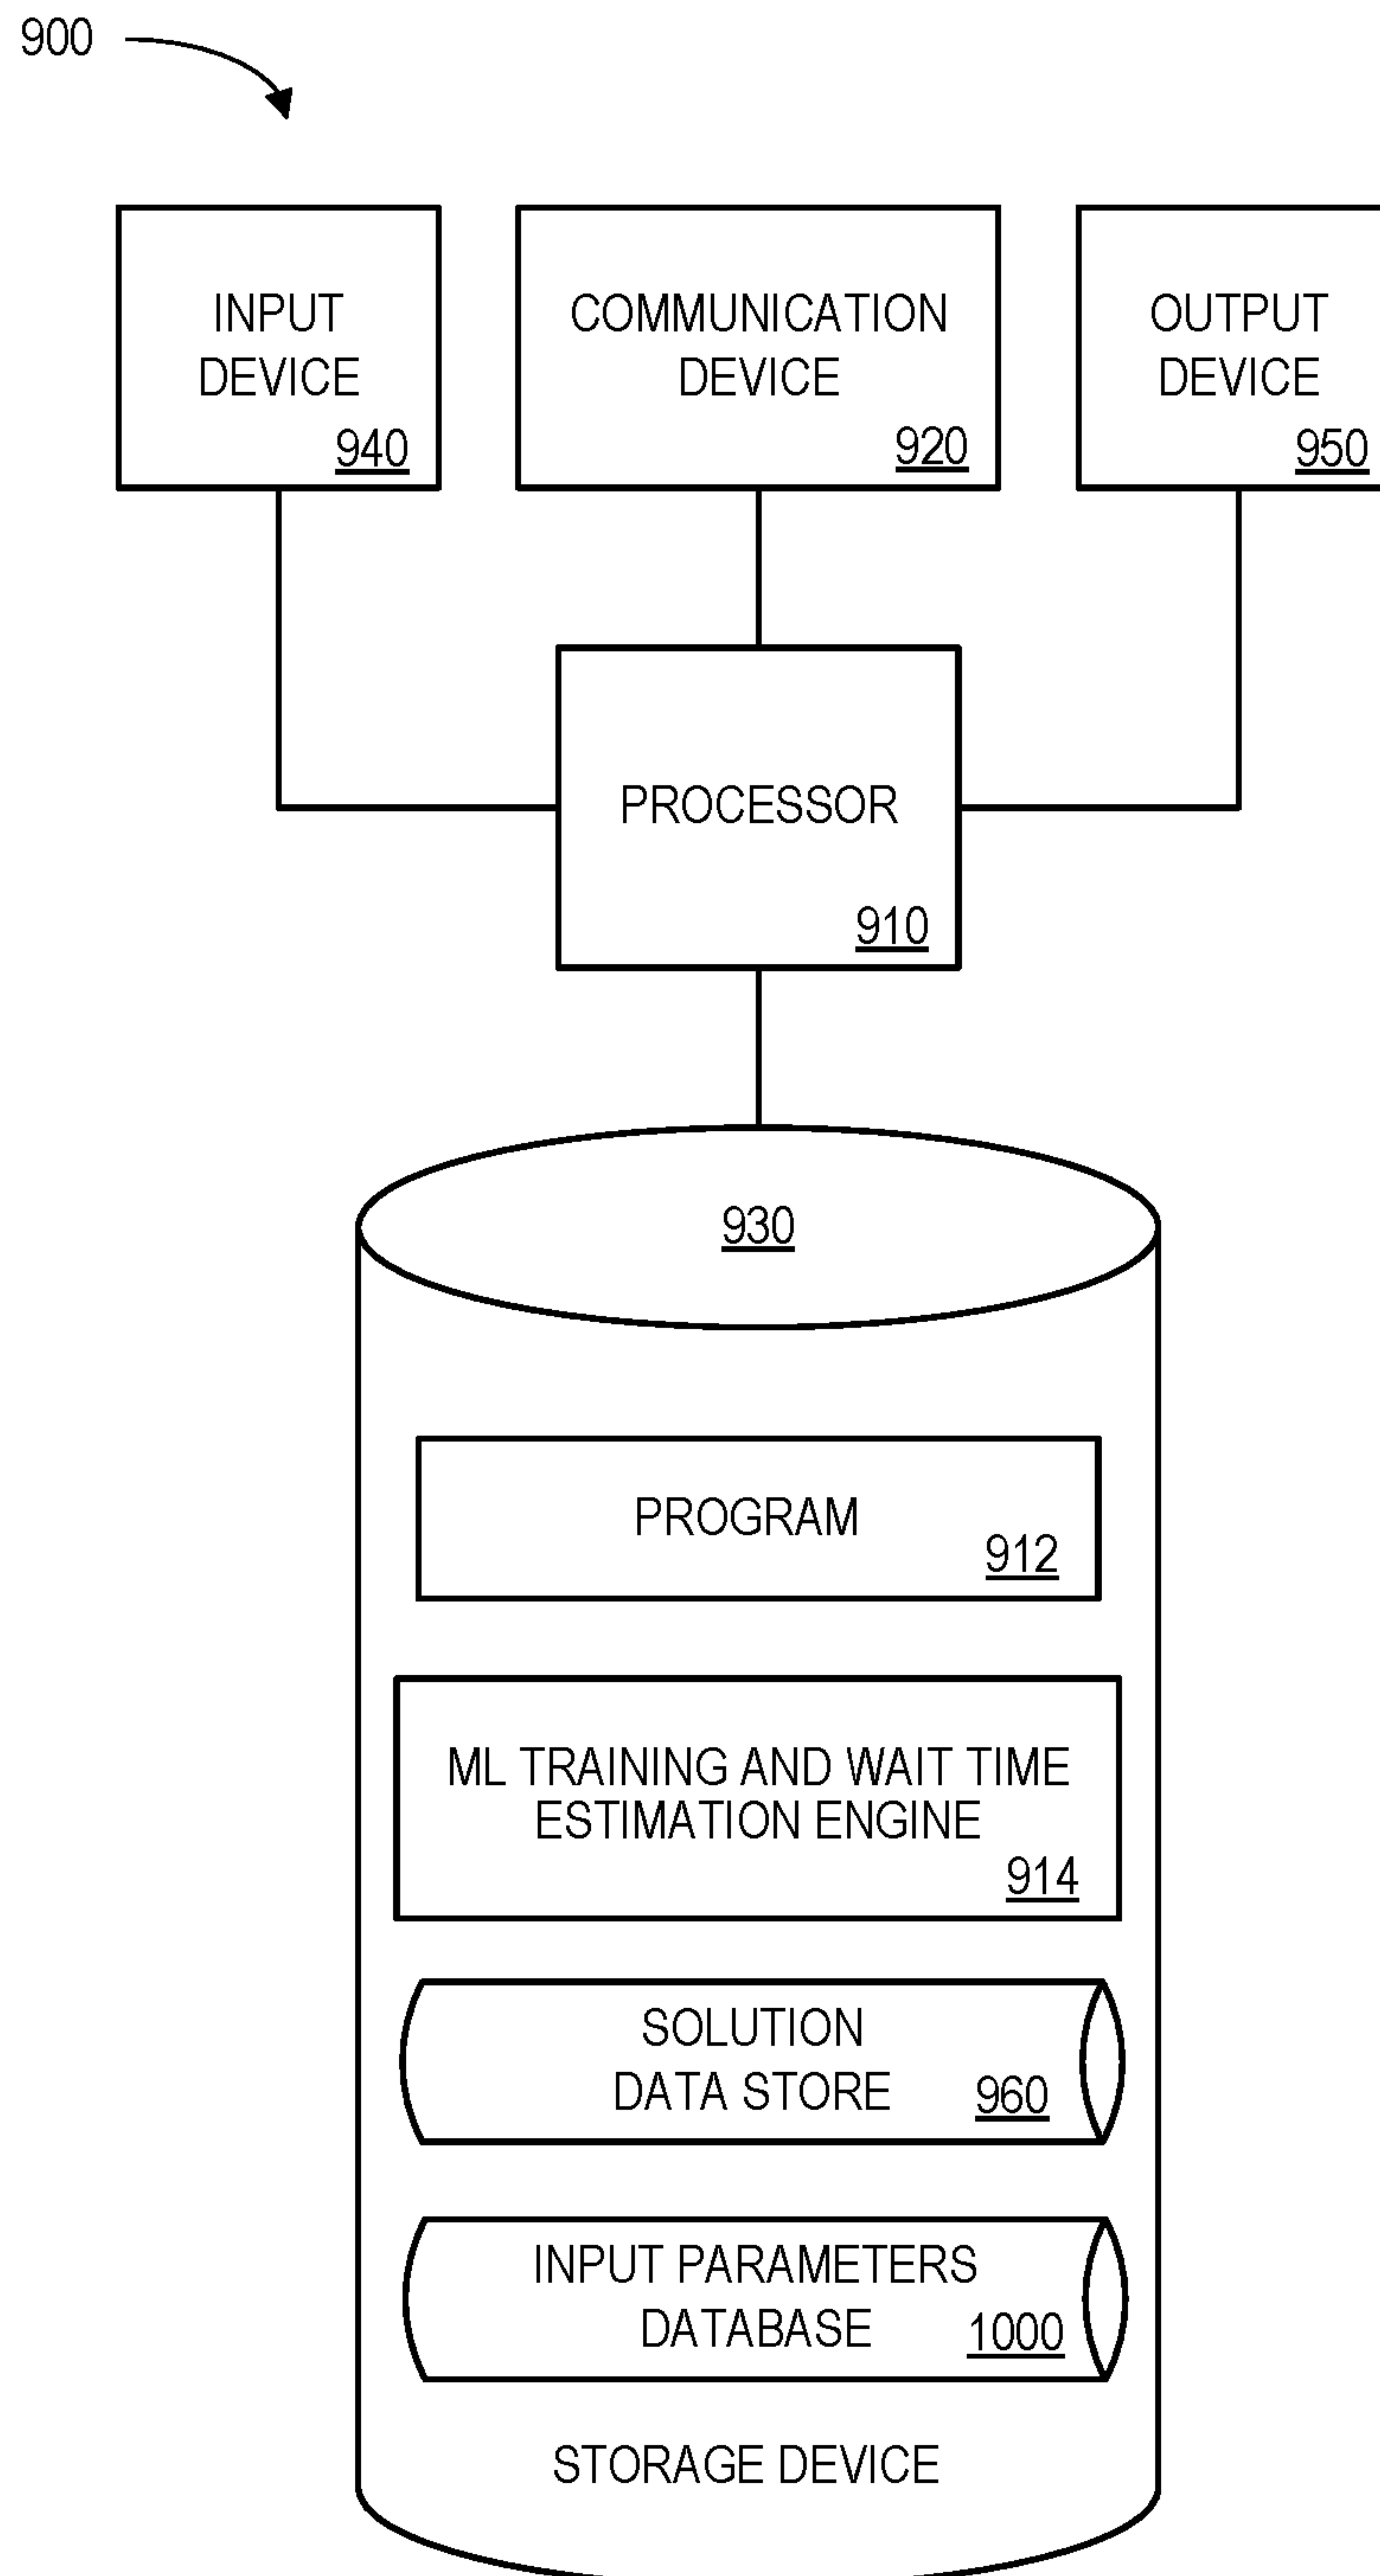 900
INPUT
DEVICE
940
COMMUNICATION
DEVICE
920
OUTPUT
DEVICE
950
PROCESSOR
910
930
PROGRAM
912
ML TRAINING AND WAIT TIME
ESTIMATION ENGINE
914
SOLUTION
DATA STORE
960
INPUT PARAMETERS
DATABASE
1000
STORAGE DEVICE